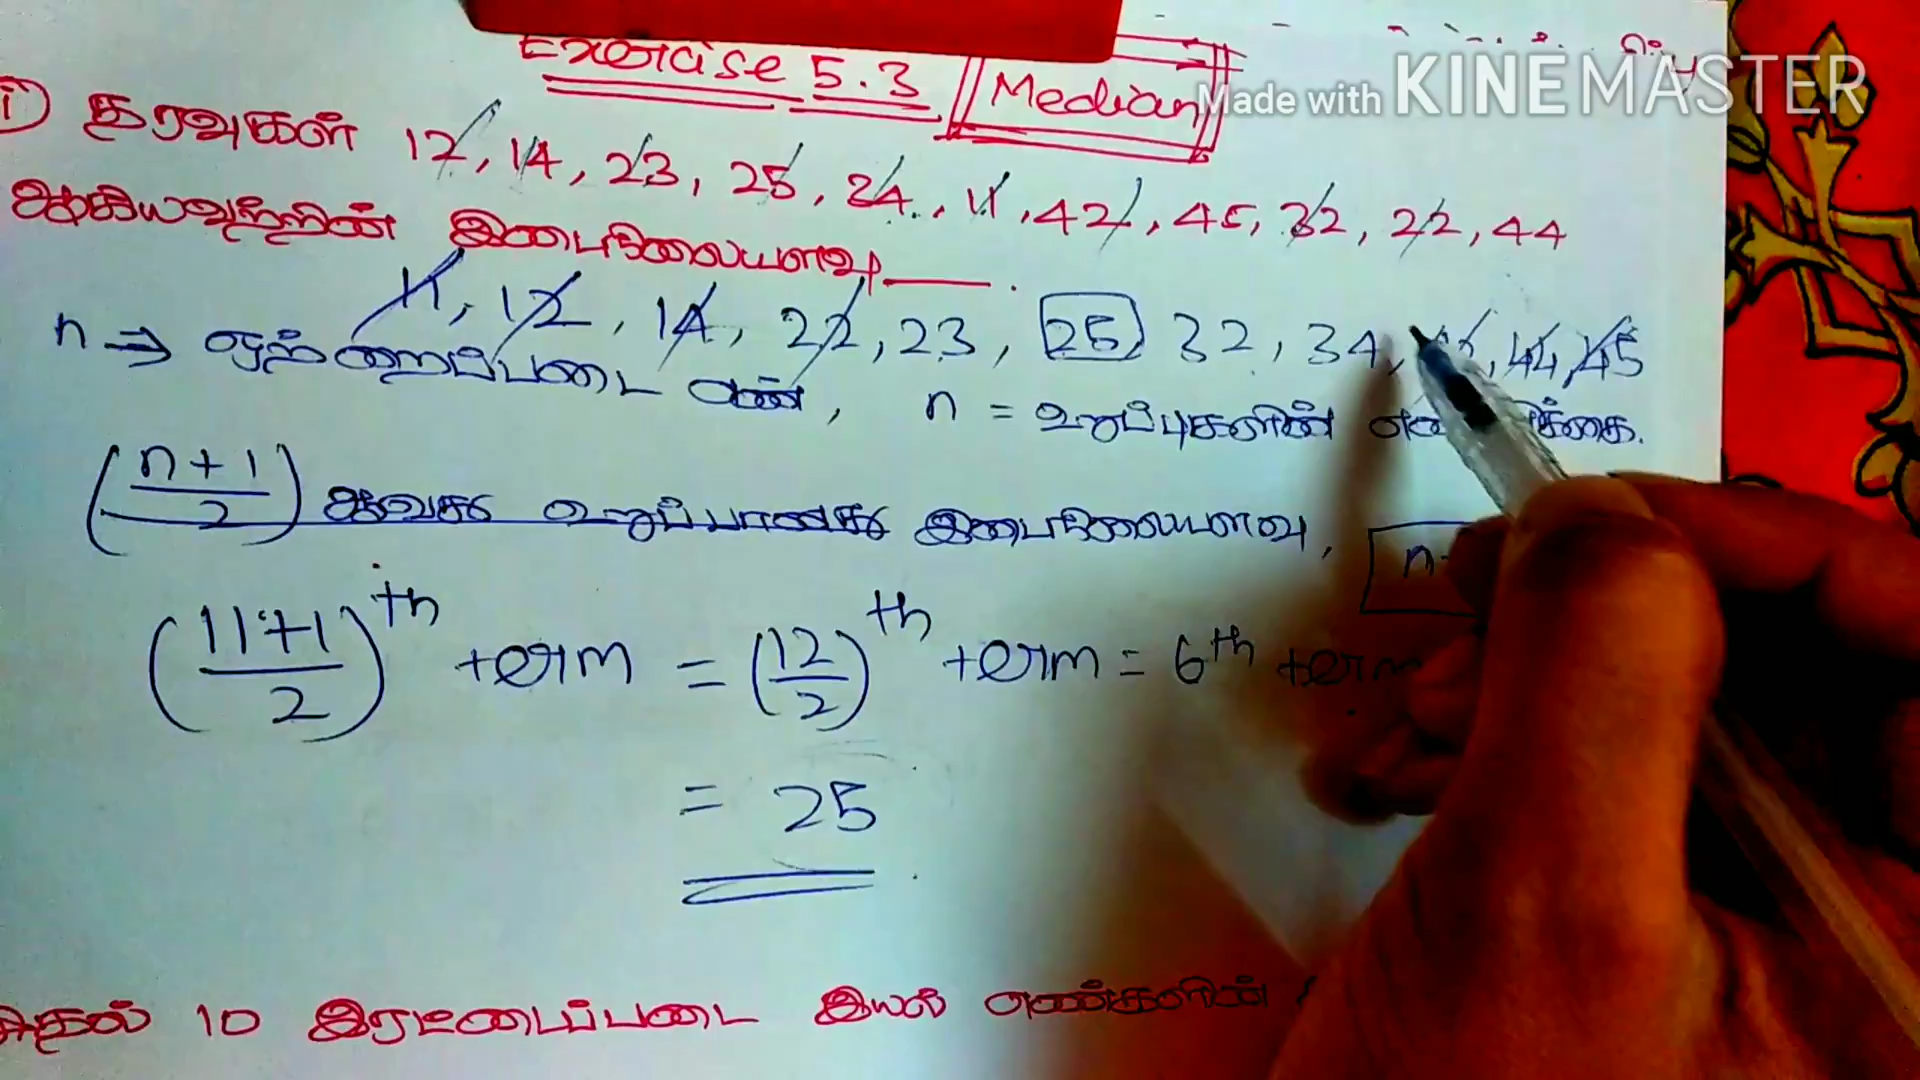 Exercise 5.3 Median
Made with KINEMASTER
i) தரவுகள் 12, 14, 23, 25, 34, 11, 42, 45, 32, 22, 44
ஆகியவற்றின் இடைநிலையளவு ____.
11, 12, 14, 22, 23, 25 32, 34, 44, 45
n ⇒ ஒற்றைப்படை எண், n = உறுப்புகளின்
(n+1/2) ஆவது உறுப்பானது இடைநிலையளவு,
(11+1/2)th term = (12/2)th term = 6th term
= 25
முதல் 10 இரட்டைப்படை இயல் எண்களின்